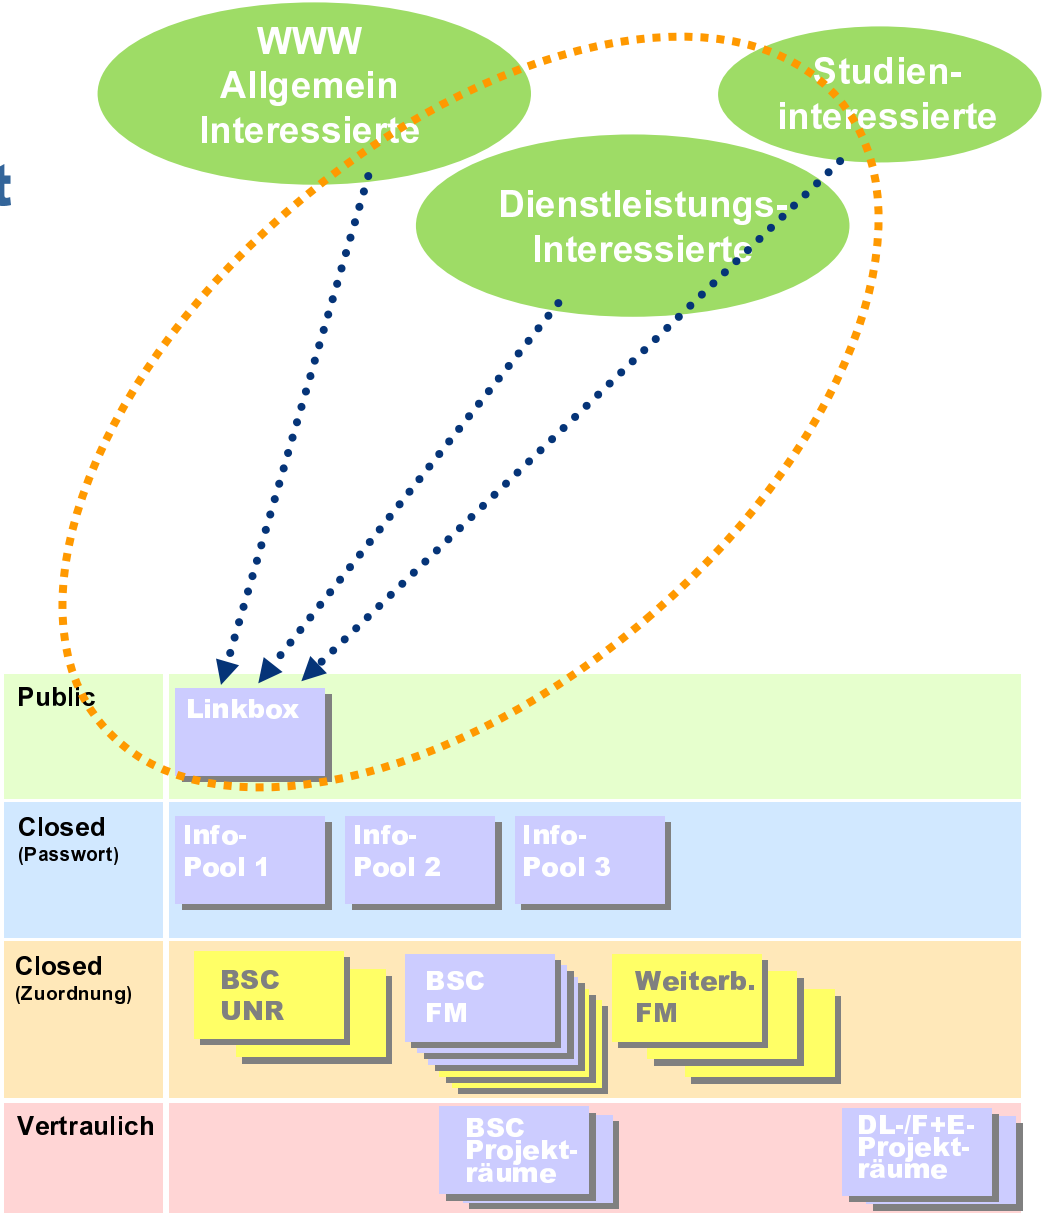 WWW
Allgemein
Interessierte
Studien-
interessierte
Dienstleistungs-
Interessierte
t
Public
Linkbox
Closed
(Passwort)
Info-
Pool 1
Info-
Pool 2
Info-
Pool 3
Closed
(Zuordnung)
BSC
UNR
BSC
FM
Weiterb.
FM
Vertraulich
BSC
Projekt-
räume
DL-/F+E-
Projekt-
räume